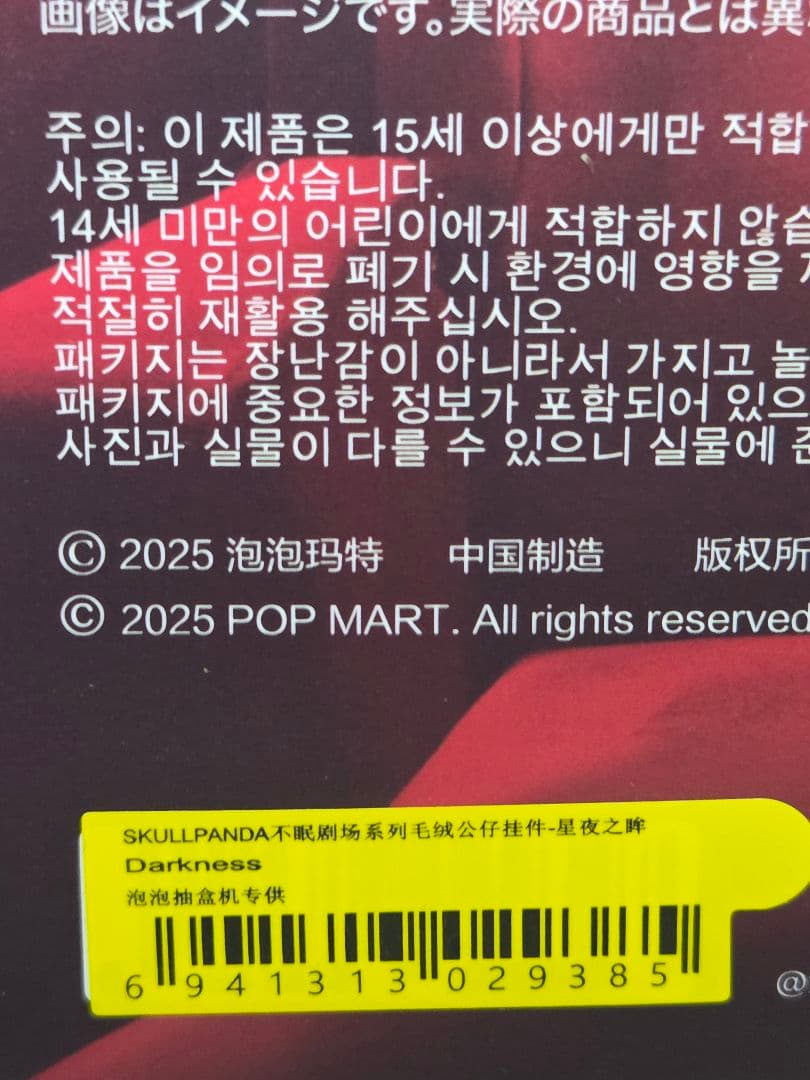 画像はイメージです。実際の商品とは異
주의: 이 제품은 15세 이상에게만 적합
사용될 수 있습니다.
14세 미만의 어린이에게 적합하지 않습
제품을 임의로 폐기 시 환경에 영향을
적절히 재활용 해주십시오.
패키지는 장난감이 아니라서 가지고 놀
패키지에 중요한 정보가 포함되어 있으
사진과 실물이 다를 수 있으니 실물에
© 2025 泡泡玛特 中国制造 版权所
© 2025 POP MART. All rights reserved
SKULLPANDA不眠剧场系列毛绒公仔挂件-星夜之眸
Darkness
泡泡抽盒机专供
6 941313 029385
@